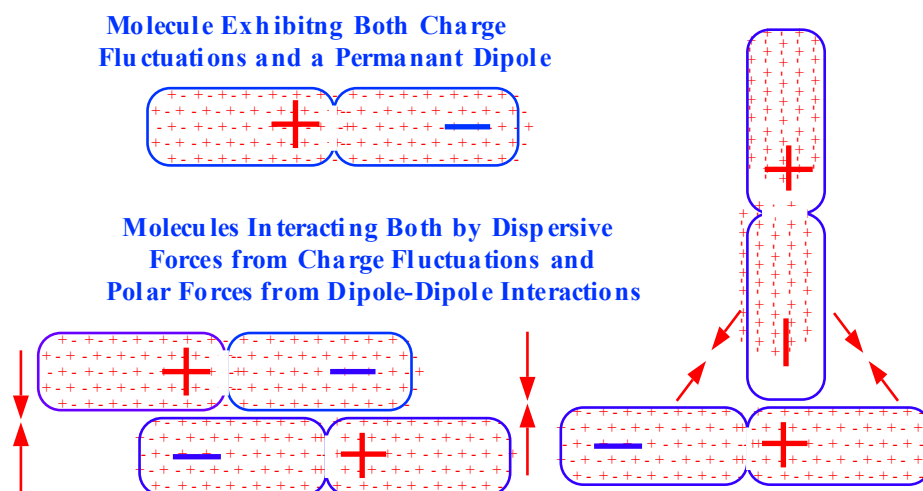 Molecule Exhibitng Both Charge
Fluctuations and a Permanant Dipole
Molecules Interacting Both by Dispersive
Forces from Charge Fluctuations and
Polar Forces from Dipole-Dipole Interactions